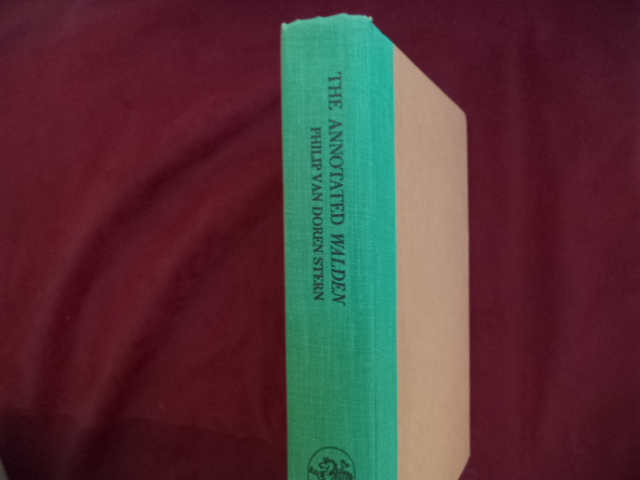 THE ANNOTATED WALDEN
PHILIP VAN DOREN STERN